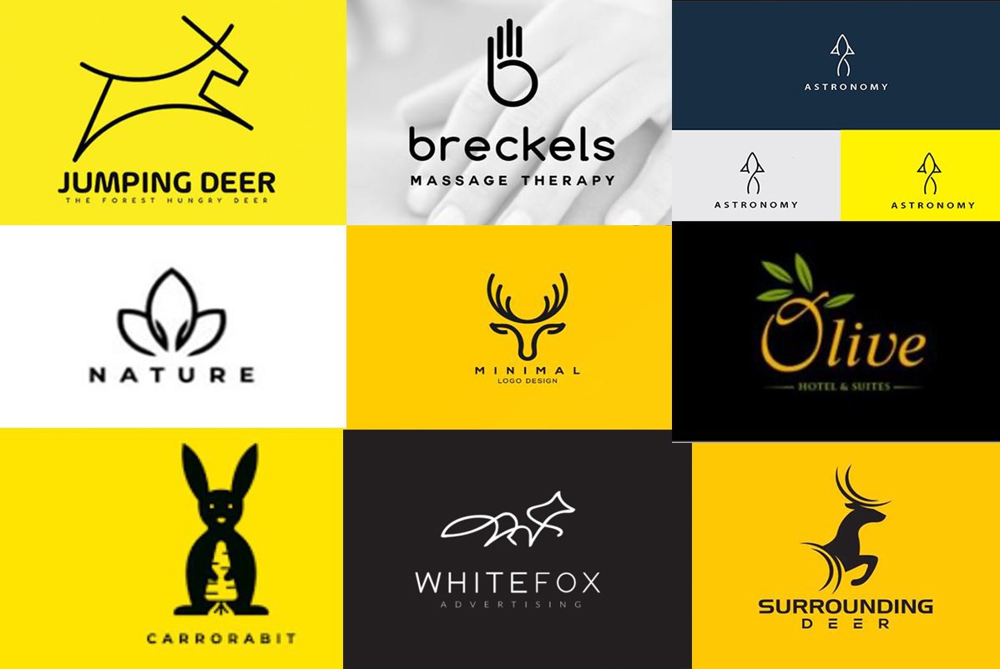 JUMPING DEER
THE FOREST HUNGRY DEER
breckels
MASSAGE THERAPY
ASTRONOMY
ASTRONOMY
ASTRONOMY
NATURE
MINIMAL
LOGO DESIGN
Olive
HOTEL & SUITES
CARRORABIT
WHITEFOX
ADVERTISING
SURROUNDING
DEER